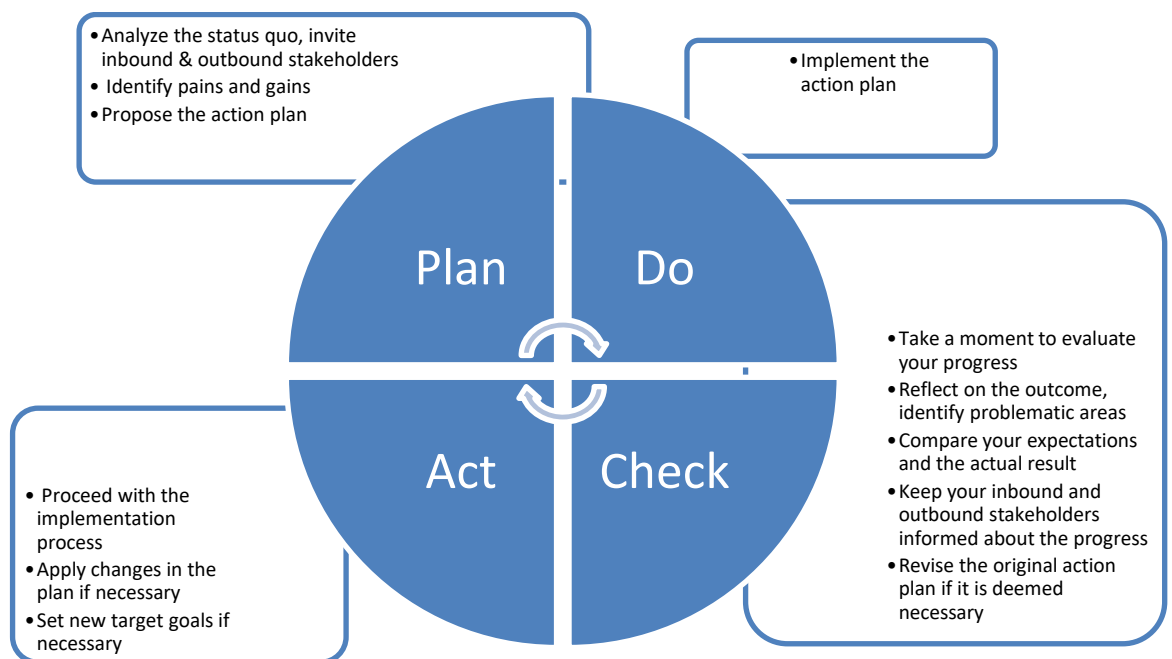 •Analyze the status quo, invite
inbound & outbound stakeholders
• Identify pains and gains
•Propose the action plan
•Implement the
action plan
Plan
Do
•Take a moment to evaluate
your progress
•Reflect on the outcome,
identify problematic areas
•Compare your expectations
and the actual result
•Keep your inbound and
outbound stakeholders
informed about the progress
•Revise the original action
plan if it is deemed
necessary
Act
Check
• Proceed with the
implementation
process
•Apply changes in the
plan if necessary
•Set new target goals if
necessary